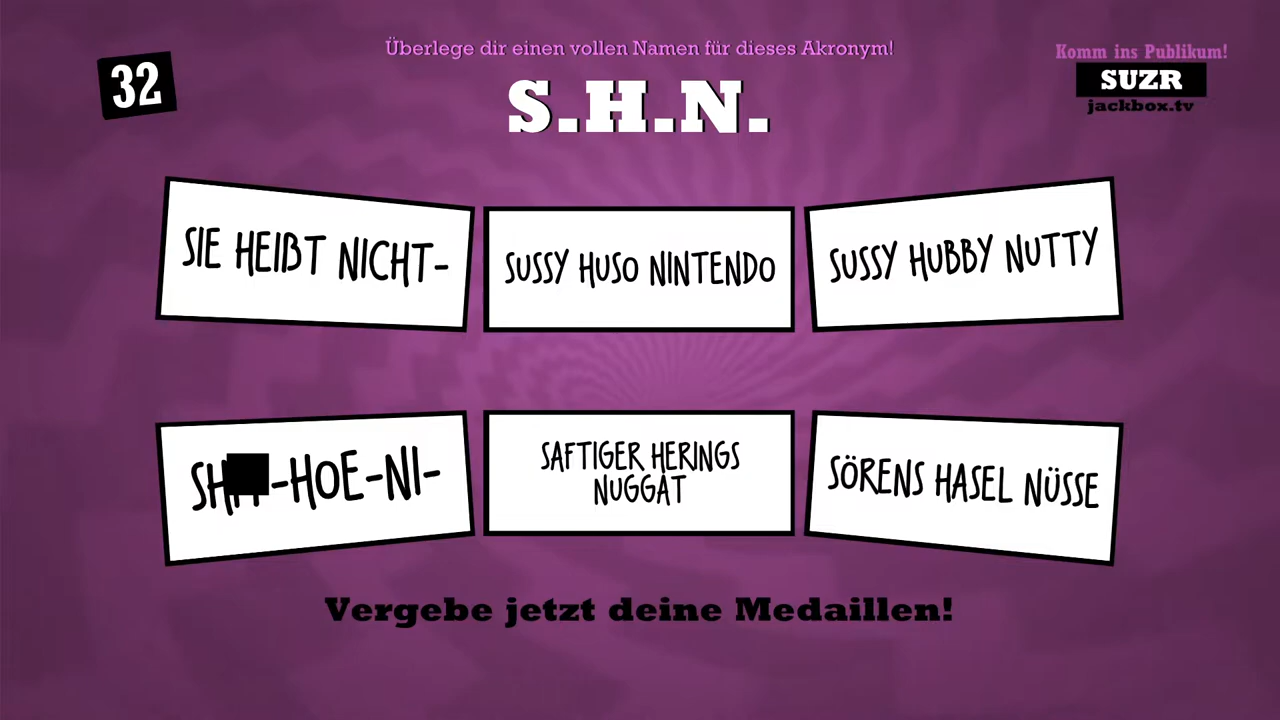 Überlege dir einen vollen Namen für dieses Akronym!
32
S.H.N.
Komm ins Publikum!
SUZR
jackbox.tv
SIE HEIßT NICHT-
SUSSY HUSO NINTENDO
SUSSY HUBBY NUTTY
-HOE-NI-
SAFTIGER HERINGS
NUGGAT
SÖRENS HASEL NÜSSE
Vergebe jetzt deine Medaillen!